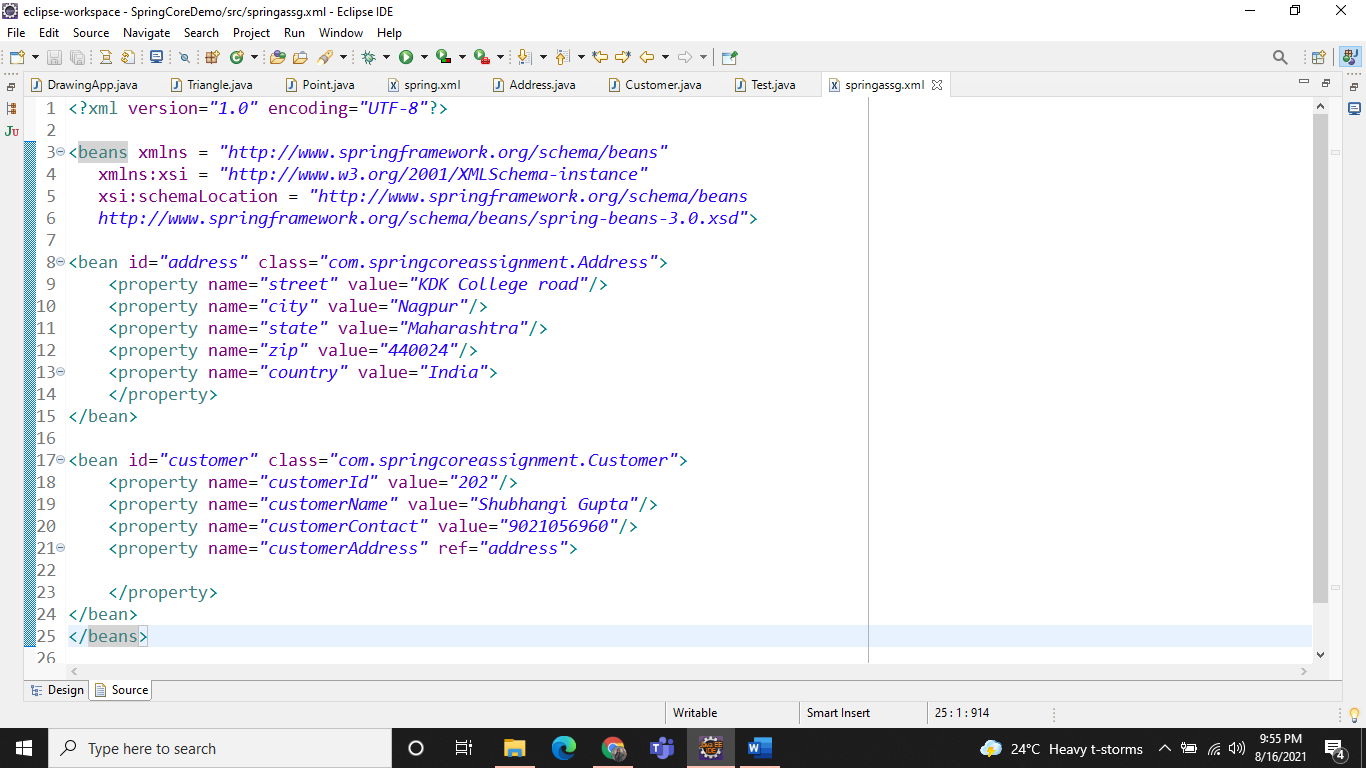 eclipse-workspace - SpringCoreDemo/src/springassg.xml - Eclipse IDE
File Edit Source Navigate Search Project Run Window Help
DrawingApp.java Triangle.java Point.java spring.xml Address.java Customer.java Test.java springassg.xml
1 <?xml version="1.0" encoding="UTF-8"?>
2
3 <beans xmlns = "http://www.springframework.org/schema/beans"
4 xmlns:xsi = "http://www.w3.org/2001/XMLSchema-instance"
5 xsi:schemaLocation = "http://www.springframework.org/schema/beans
6 http://www.springframework.org/schema/beans/spring-beans-3.0.xsd">
7
8 <bean id="address" class="com.springcoreassignment.Address">
9 <property name="street" value="KDK College road"/>
10 <property name="city" value="Nagpur"/>
11 <property name="state" value="Maharashtra"/>
12 <property name="zip" value="440024"/>
13 <property name="country" value="India">
14 </property>
15 </bean>
16
17 <bean id="customer" class="com.springcoreassignment.Customer">
18 <property name="customerId" value="202"/>
19 <property name="customerName" value="Shubhangi Gupta"/>
20 <property name="customerContact" value="9021056960"/>
21 <property name="customerAddress" ref="address">
22
23 </property>
24 </bean>
25 </beans>
26
Design Source
Writable Smart Insert 25 : 1 : 914
Type here to search
24°C Heavy t-storms
9:55 PM
8/16/2021
4